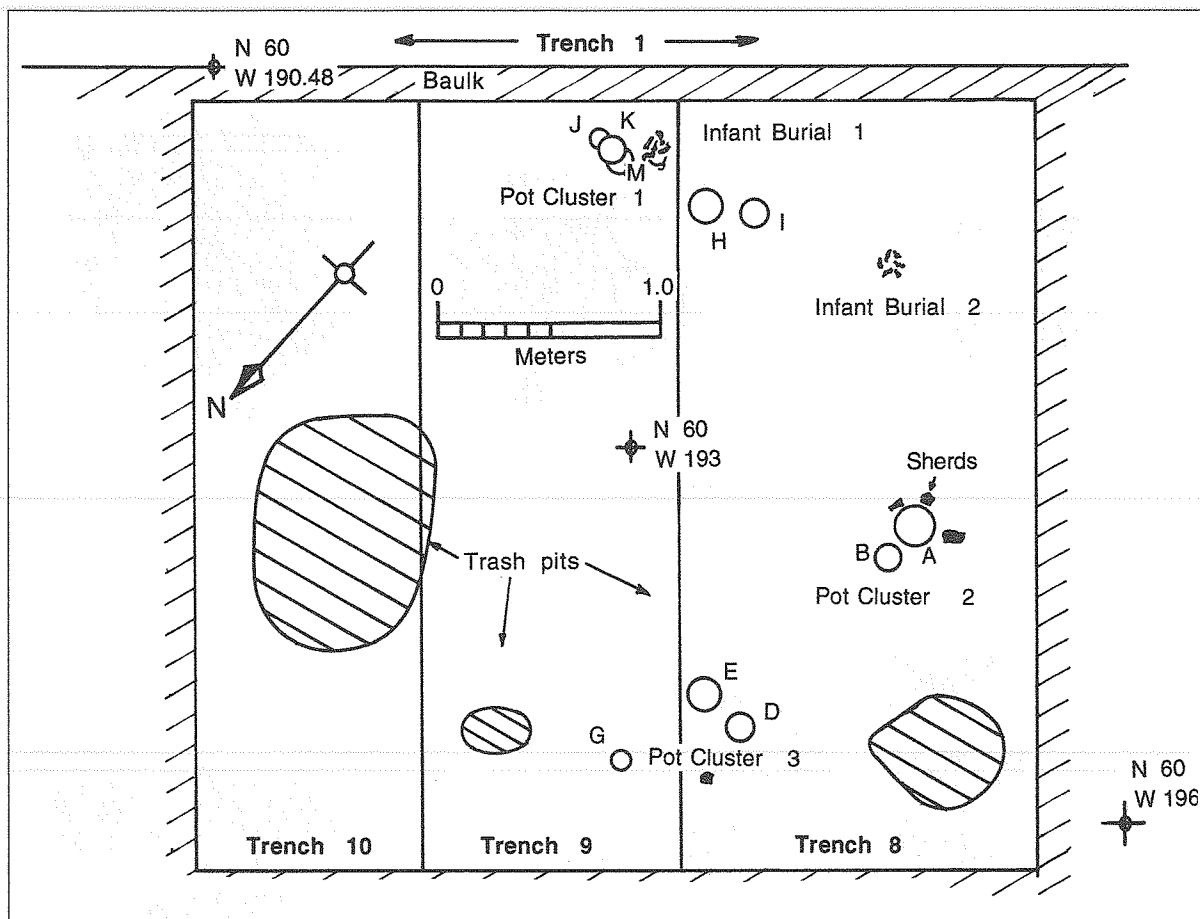 N 60
W 190.48
Trench 1
Baulk
J
K
M
Pot Cluster 1
Infant Burial 1
H
I
Infant Burial 2
0
1.0
Meters
N
N 60
W 193
Sherds
B
A
Pot Cluster 2
Trash pits
E
D
G
Pot Cluster 3
N 60
W 196
Trench 10
Trench 9
Trench 8